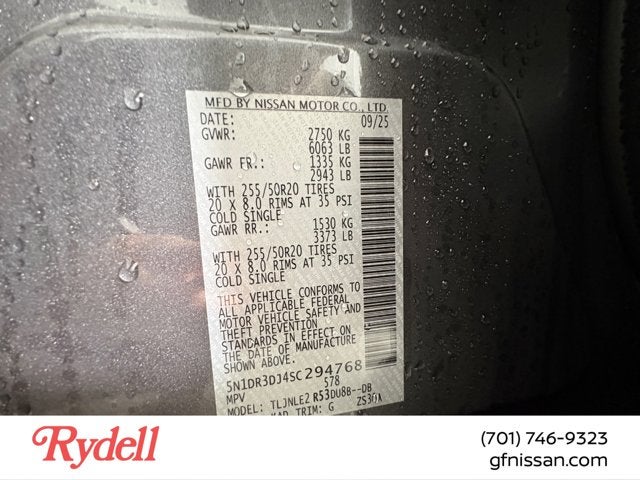 MFD BY NISSAN MOTOR CO., LTD.
DATE: 09/25
GVWR: 2750 KG
6063 LB
GAWR FR.: 1335 KG
2943 LB
WITH 255/50R20 TIRES
20 X 8.0 RIMS AT 35 PSI
COLD SINGLE
GAWR RR.: 1530 KG
3373 LB
WITH 255/50R20 TIRES
20 X 8.0 RIMS AT 35 PSI
COLD SINGLE
THIS VEHICLE CONFORMS TO
ALL APPLICABLE FEDERAL
MOTOR VEHICLE SAFETY AND
THEFT PREVENTION
STANDARDS IN EFFECT ON
THE DATE OF MANUFACTURE
SHOWN ABOVE.
5N1DR3DJ4SC294768
MPV 578
MODEL: TLJNLE2 R53DU8B--DB
KAD TRIM: G ZS30A
Rydell
(701) 746-9323
gfnissan.com